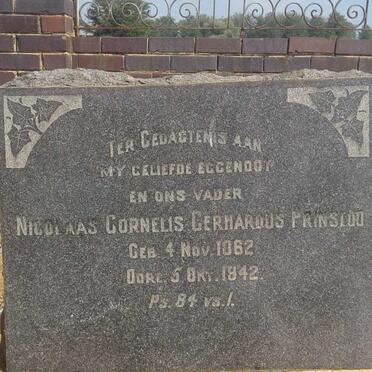 TER GEDAGTENIS AAN
MY GELIEFDE EGGENOOT
EN ONS VADER
NICOLAAS CORNELIS GERHARDUS PRINSLOO
GEB. 4 NOV. 1862
OORL. 5 OKT. 1942.
Ps. 84 vs. 1.